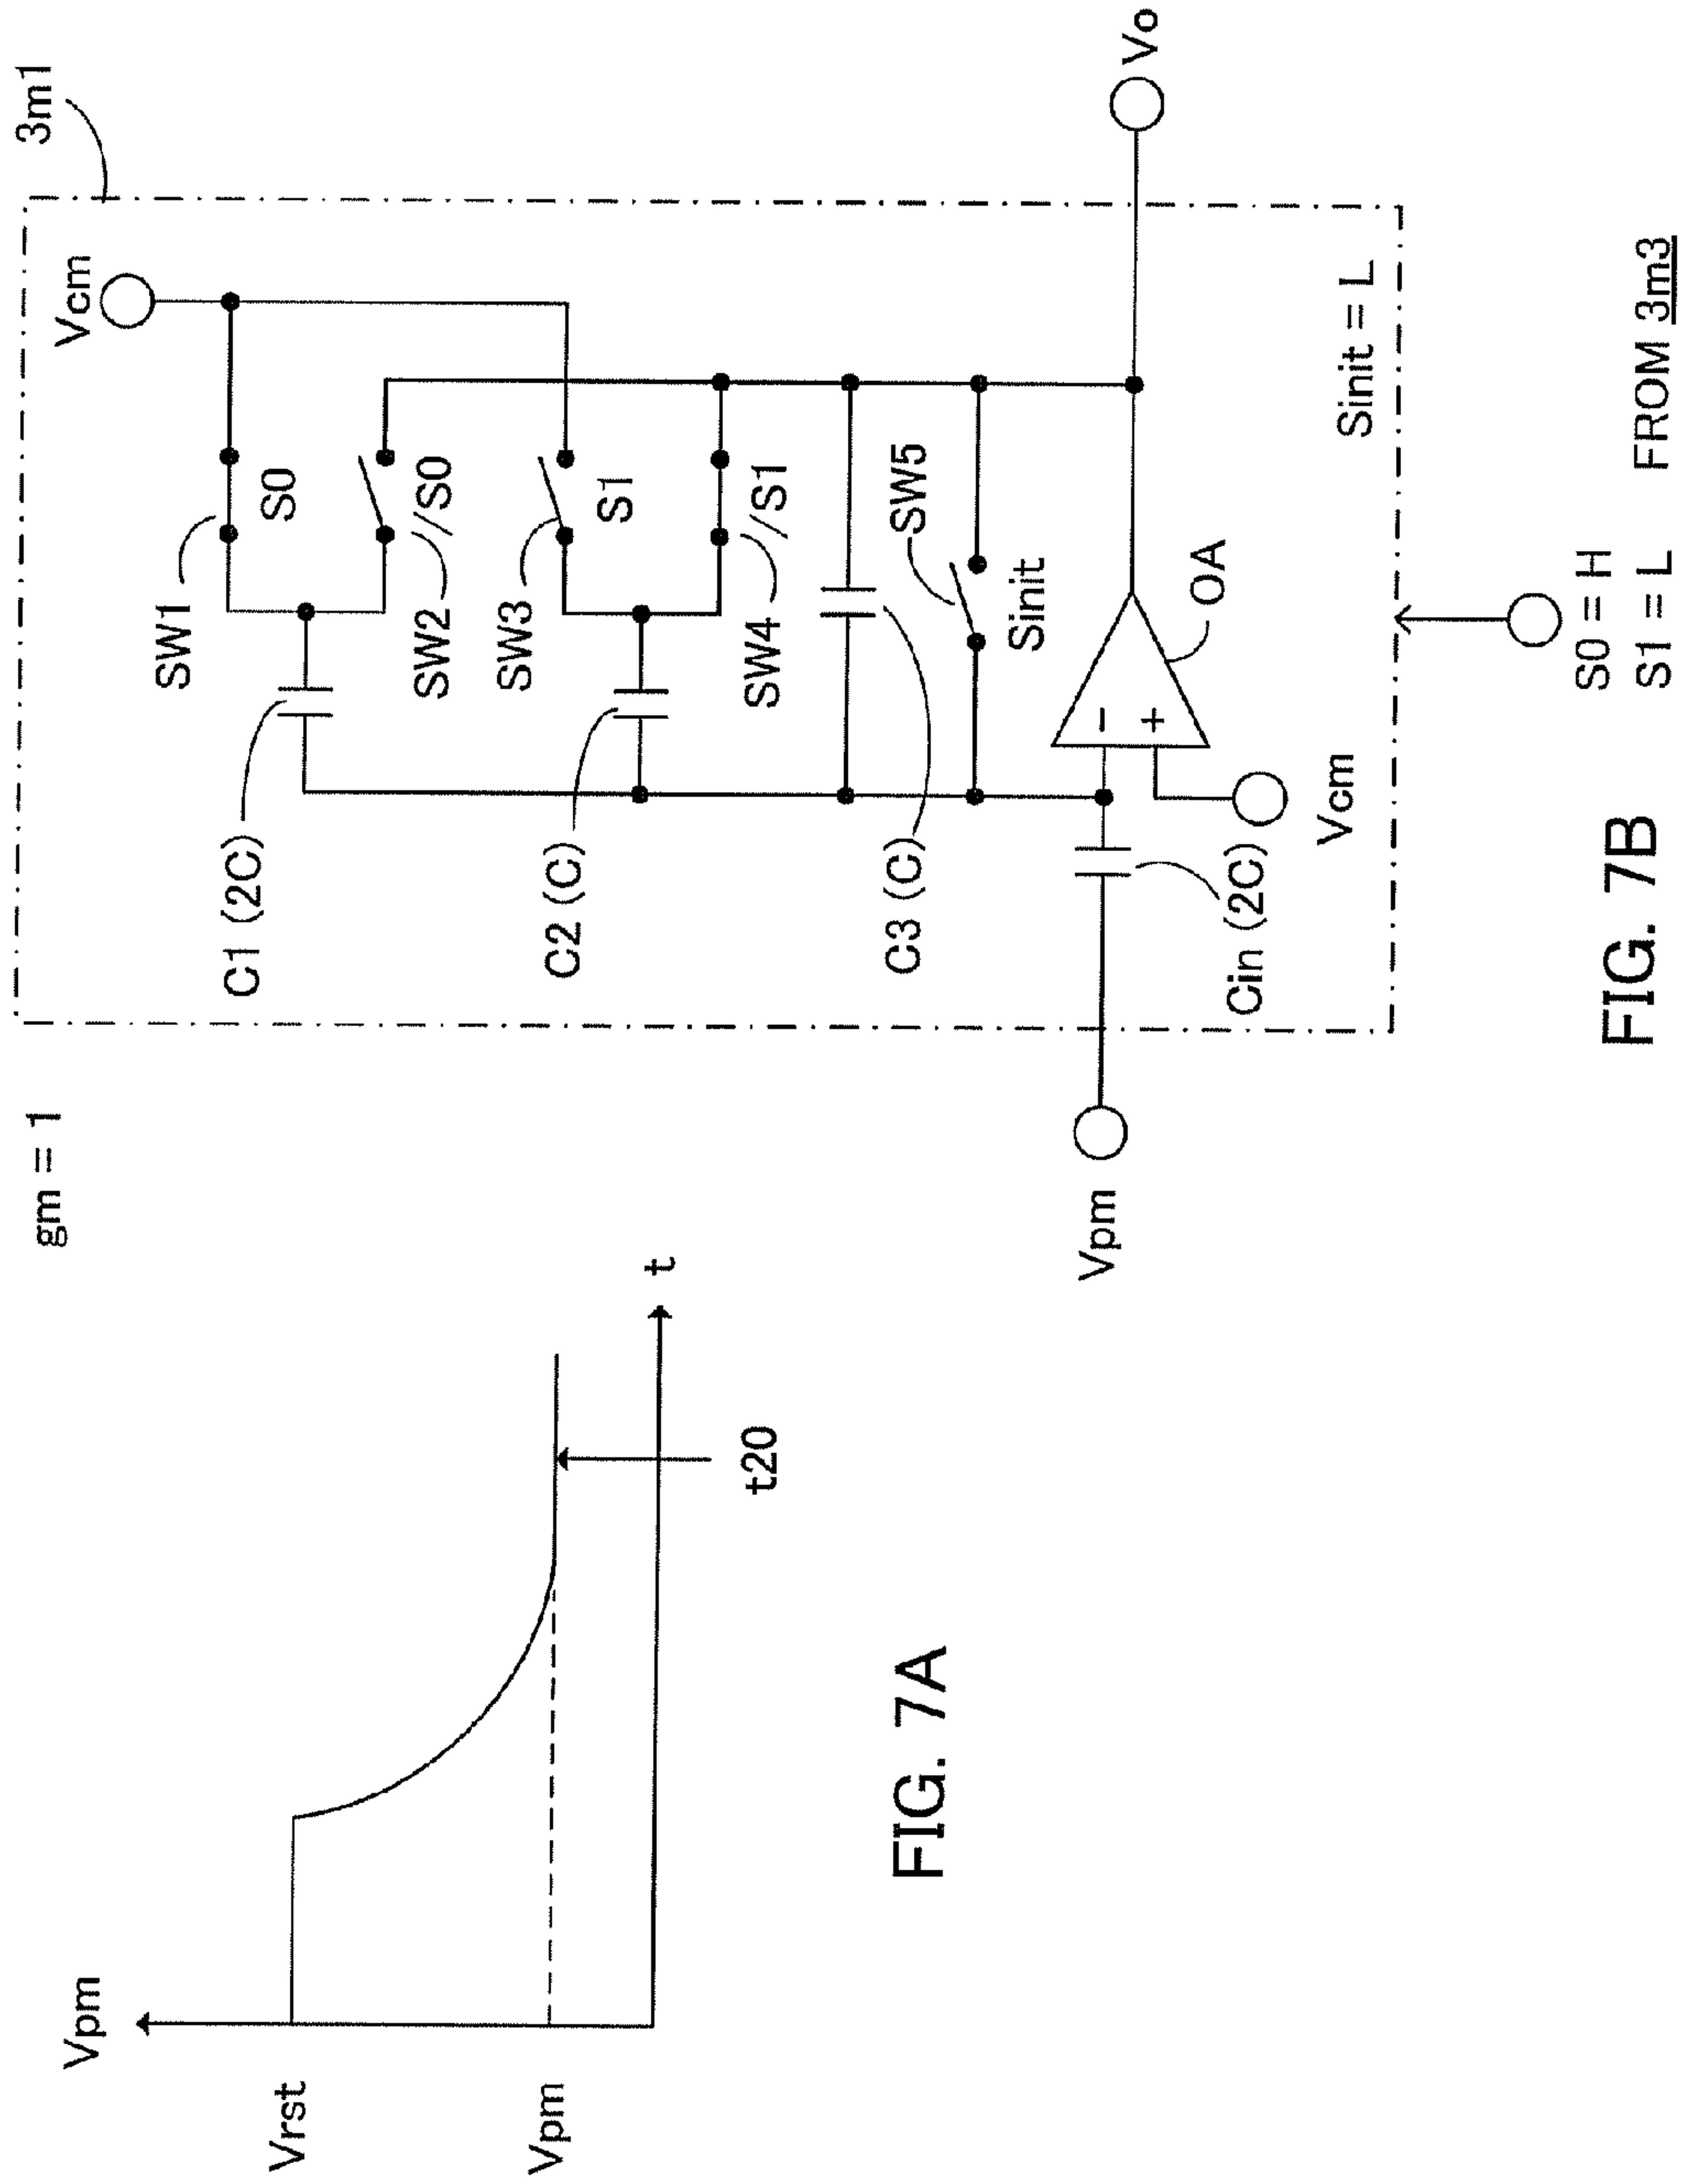 gm = 1
Vpm
Vrst
Vpm
t
t20
FIG. 7A
3m1
Vcm
SW1
S0
C1 (2C)
SW2
/S0
SW3
S1
C2 (C)
SW4
/S1
C3 (C)
SW5
Sinit
-
+
OA
Vpm
Cin (2C)
Vcm
Vo
Sinit = L
S0 = H
S1 = L FROM 3m3
FIG. 7B